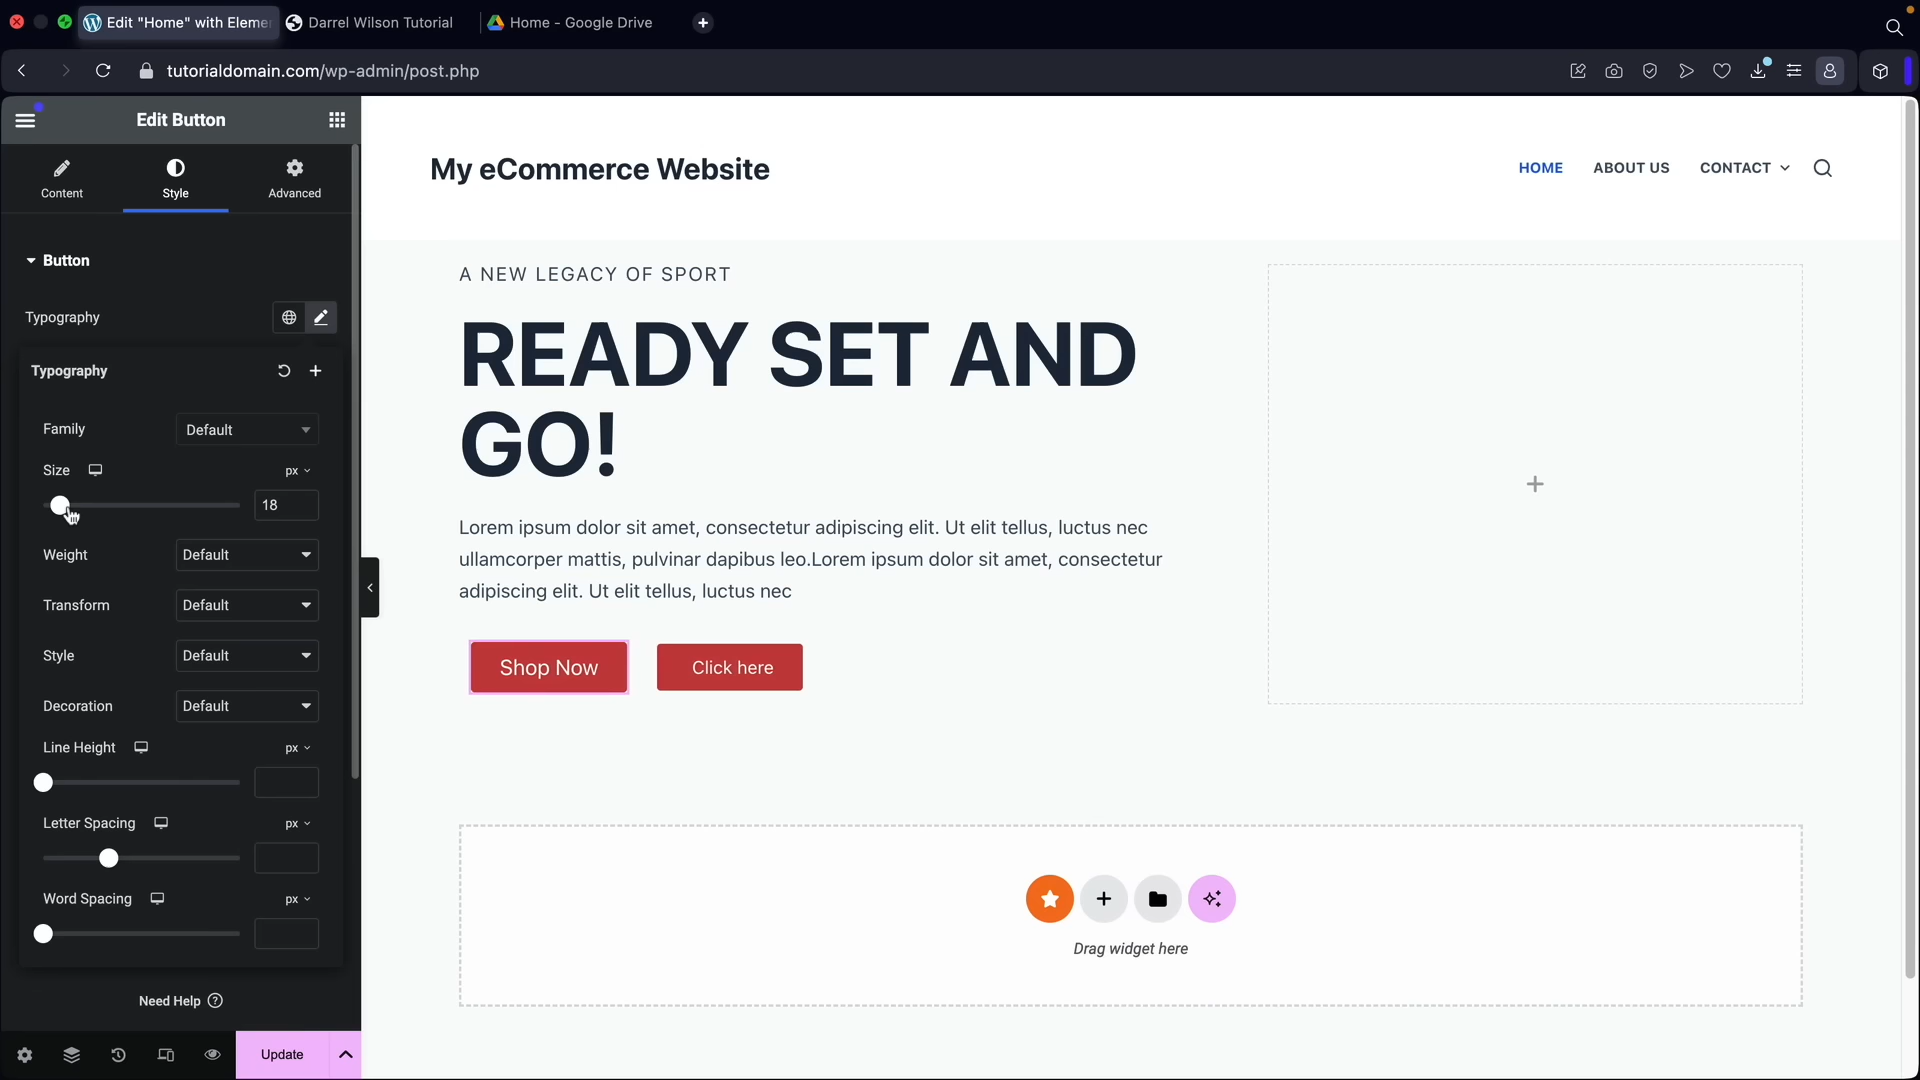 Edit "Home" with Eleme
Darrel Wilson Tutorial
Home - Google Drive
tutorialdomain.com/wp-admin/post.php
Edit Button
Content
Style
Advanced
Button
Typography
Typography
Family
Default
Size
px
18
Weight
Default
Transform
Default
Style
Default
Decoration
Default
Line Height
px
Letter Spacing
px
Word Spacing
px
Need Help
Update
My eCommerce Website
HOME
ABOUT US
CONTACT
A NEW LEGACY OF SPORT
READY SET AND
GO!
Lorem ipsum dolor sit amet, consectetur adipiscing elit. Ut elit tellus, luctus nec
ullamcorper mattis, pulvinar dapibus leo.Lorem ipsum dolor sit amet, consectetur
adipiscing elit. Ut elit tellus, luctus nec
Shop Now
Click here
Drag widget here